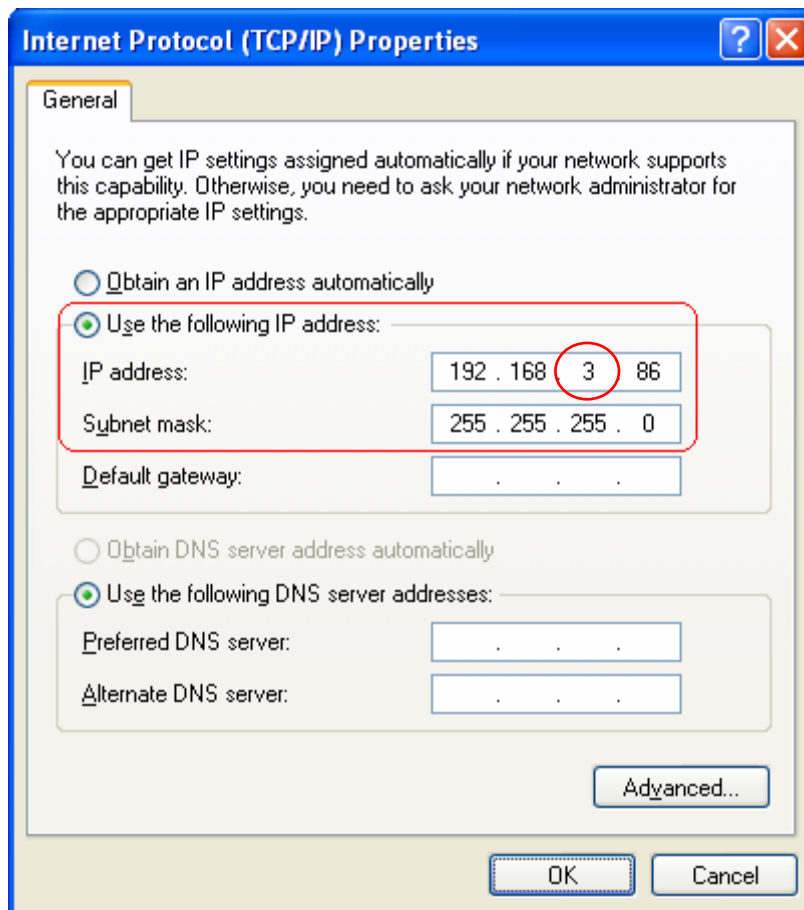 Internet Protocol (TCP/IP) Properties
General
You can get IP settings assigned automatically if your network supports
this capability. Otherwise, you need to ask your network administrator for
the appropriate IP settings.
Obtain an IP address automatically
Use the following IP address:
IP address: 192 . 168 . 3 86
Subnet mask: 255 . 255 . 255 . 0
Default gateway: . . .
Obtain DNS server address automatically
Use the following DNS server addresses:
Preferred DNS server: . . .
Alternate DNS server: . . .
Advanced...
OK Cancel